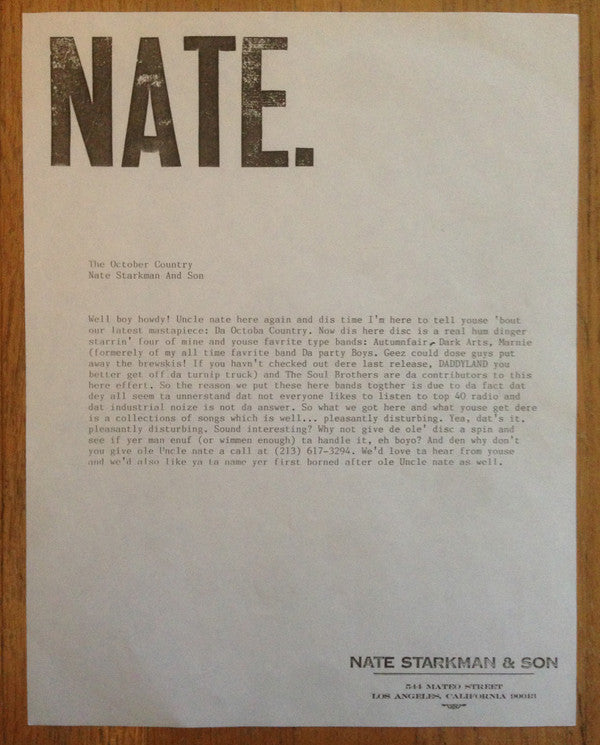 NATE.
The October Country
Nate Starkman And Son
Well boy howdy! Uncle nate here again and dis time I'm here to tell youse 'bout
our latest mastapiece: Da Octoba Country. Now dis here disc is a real hum dinger
starrin' four of mine and youse favrite type bands: Autumnfair, Dark Arts, Marnie
(formerely of my all time favrite band Da party Boys. Geez could dose guys put
away the brewskis! If you havn't checked out dere last release, DADDYLAND you
better get off da turnip truck) and The Soul Brothers are da contributors to this
here effert. So the reason we put these here bands togther is due to da fact dat
dey all seem ta unnerstand dat not everyone likes to listen to top 40 radio and
dat industrial noize is not da answer. So what we got here and what youse get dere
is a collections of songs which is well... pleasantly disturbing. Yea, dat's it.
pleasantly disturbing. Sound interesting? Why not give de ole' disc a spin and
see if yer man enuf (or wimmen enough) ta handle it, eh boyo? And den why don't
you give ole Uncle nate a call at (213) 617-3294. We'd love ta hear from youse
and we'd also like ya ta name yer first borned after ole Uncle nate as well.
NATE STARKMAN & SON
544 MATEO STREET
LOS ANGELES, CALIFORNIA 90013